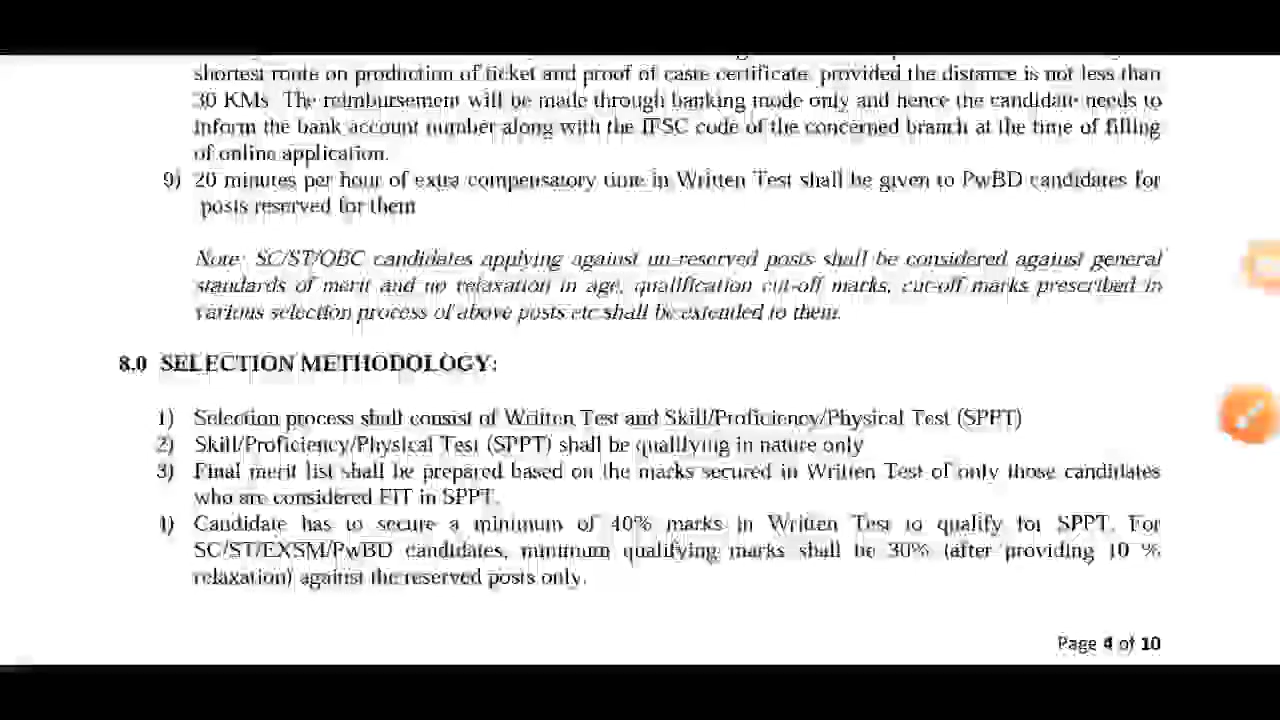 shortest route on production of ticket and proof of caste certificate, provided the distance is not less than
30 KMs. The reimbursement will be made through banking mode only and hence the candidate needs to
inform the bank account number along with the IFSC code of the concerned branch at the time of filling
of online application.
9) 20 minutes per hour of extra compensatory time in Written Test shall be given to PwBD candidates for
posts reserved for them
Note: SC/ST/OBC candidates applying against un-reserved posts shall be considered against general
standards of merit and no relaxation in age, qualification cut-off marks, cut-off marks prescribed in
various selection process of above posts etc shall be extended to them.
8.0 SELECTION METHODOLOGY:
1) Selection process shall consist of Written Test and Skill/Proficiency/Physical Test (SPPT)
2) Skill/Proficiency/Physical Test (SPPT) shall be qualifying in nature only
3) Final merit list shall be prepared based on the marks secured in Written Test of only those candidates
who are considered FIT in SPPT.
4) Candidate has to secure a minimum of 40% marks in Written Test to qualify for SPPT. For
SC/ST/EXSM/PwBD candidates, minimum qualifying marks shall be 30% (after providing 10 %
relaxation) against the reserved posts only.
Page 4 of 10